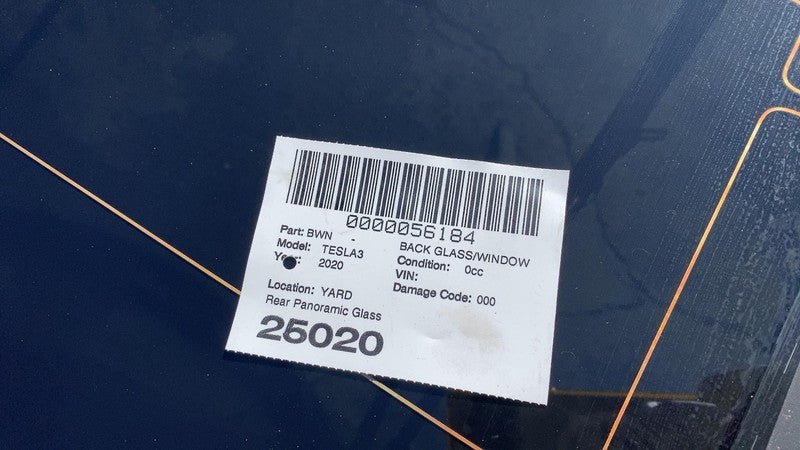 0000056184
Part: BWN - BACK GLASS/WINDOW
Model: TESLA3 Condition: 0cc
Year: 2020 VIN:
Damage Code: 000
Location: YARD
Rear Panoramic Glass
25020